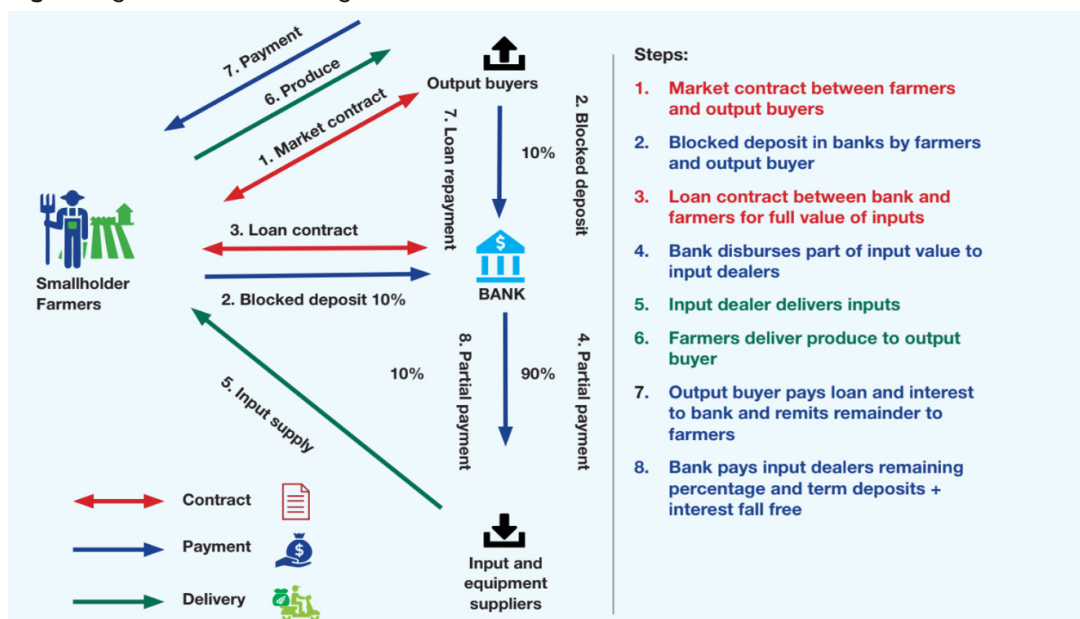 7. Payment
6. Produce
1. Market contract
Output buyers
7. Loan repayment
10%
2. Blocked deposit
3. Loan contract
2. Blocked deposit 10%
BANK
Smallholder
Farmers
5. Input supply
10%
8. Partial payment
90%
4. Partial payment
Input and
equipment
suppliers
Contract
Payment
Delivery
Steps:
1. Market contract between farmers
and output buyers
2. Blocked deposit in banks by farmers
and output buyer
3. Loan contract between bank and
farmers for full value of inputs
4. Bank disburses part of input value to
input dealers
5. Input dealer delivers inputs
6. Farmers deliver produce to output
buyer
7. Output buyer pays loan and interest
to bank and remits remainder to
farmers
8. Bank pays input dealers remaining
percentage and term deposits +
interest fall free